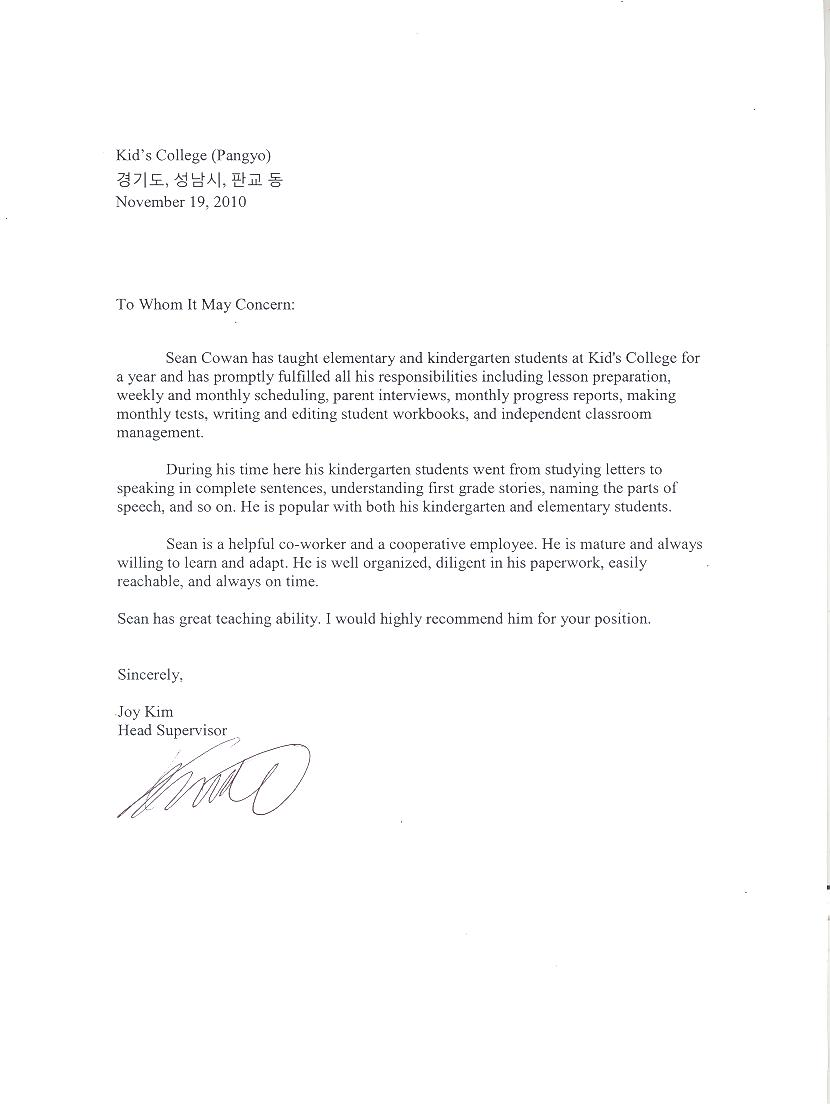 Kid's College (Pangyo)
경기도, 성남시, 판교 동
November 19, 2010
To Whom It May Concern:
Sean Cowan has taught elementary and kindergarten students at Kid's College for
a year and has promptly fulfilled all his responsibilities including lesson preparation,
weekly and monthly scheduling, parent interviews, monthly progress reports, making
monthly tests, writing and editing student workbooks, and independent classroom
management.
During his time here his kindergarten students went from studying letters to
speaking in complete sentences, understanding first grade stories, naming the parts of
speech, and so on. He is popular with both his kindergarten and elementary students.
Sean is a helpful co-worker and a cooperative employee. He is mature and always
willing to learn and adapt. He is well organized, diligent in his paperwork, easily
reachable, and always on time.
Sean has great teaching ability. I would highly recommend him for your position.
Sincerely,
Joy Kim
Head Supervisor